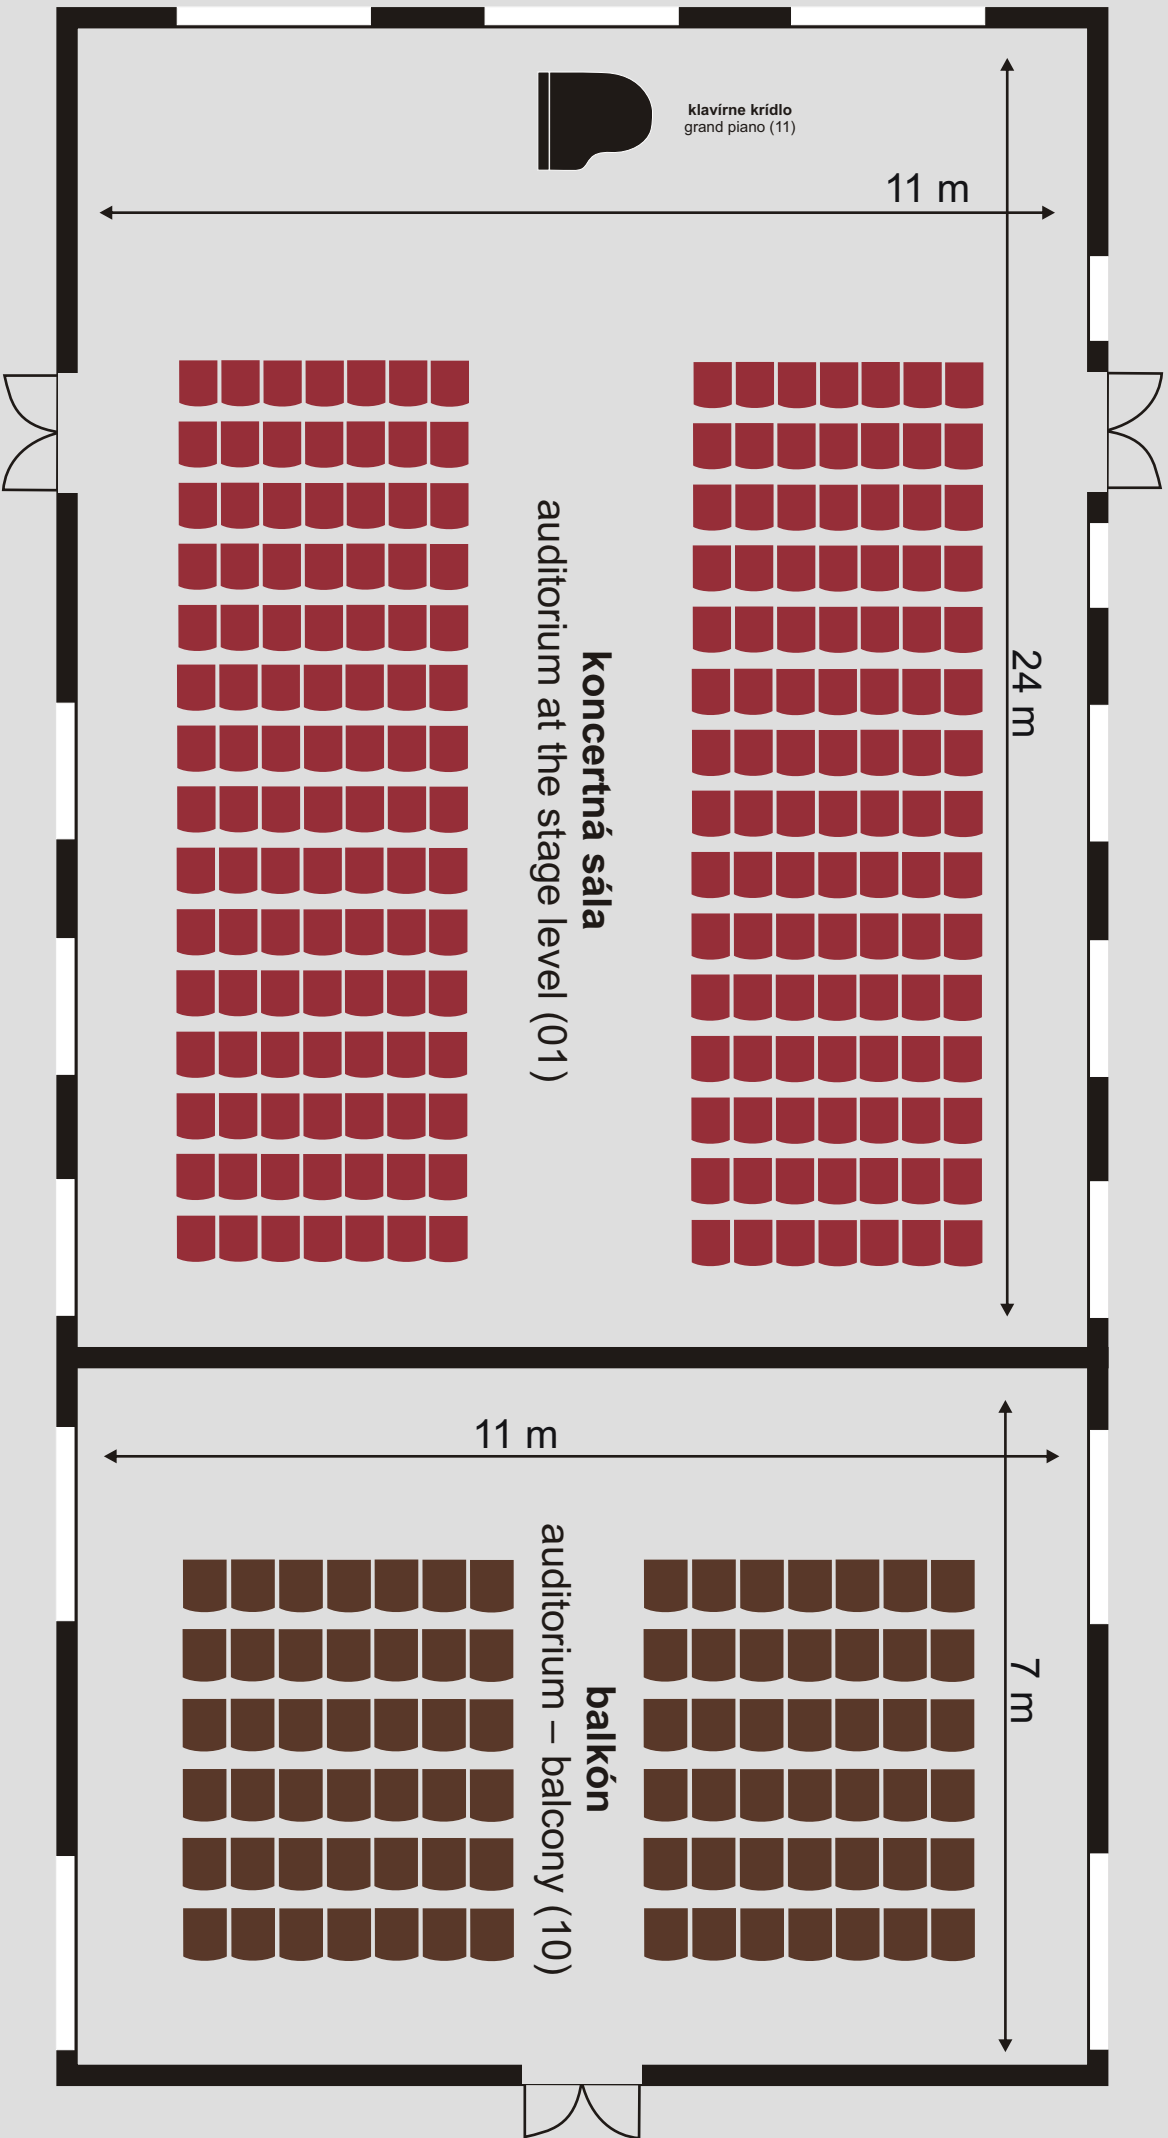 klavírne krídlo
grand piano (11)
11 m
24 m
koncertná sála
auditorium at the stage level (01)
11 m
7 m
balkón
auditorium – balcony (10)